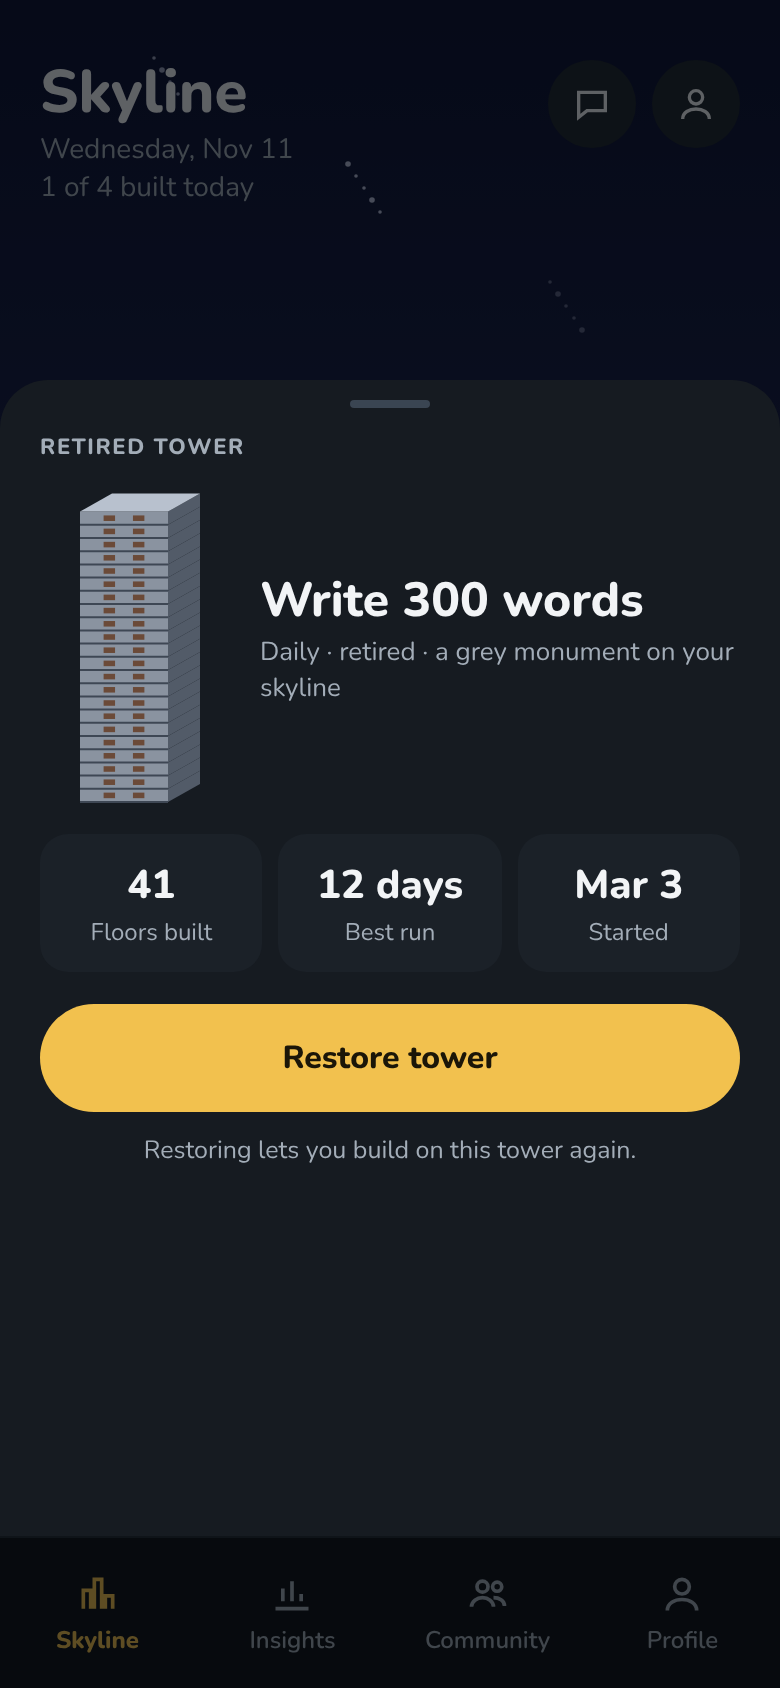 Skyline
Wednesday, Nov 11
1 of 4 built today
RETIRED TOWER
Write 300 words
Daily · retired · a grey monument on your
skyline
41
Floors built
12 days
Best run
Mar 3
Started
Restore tower
Restoring lets you build on this tower again.
Skyline
Insights
Community
Profile